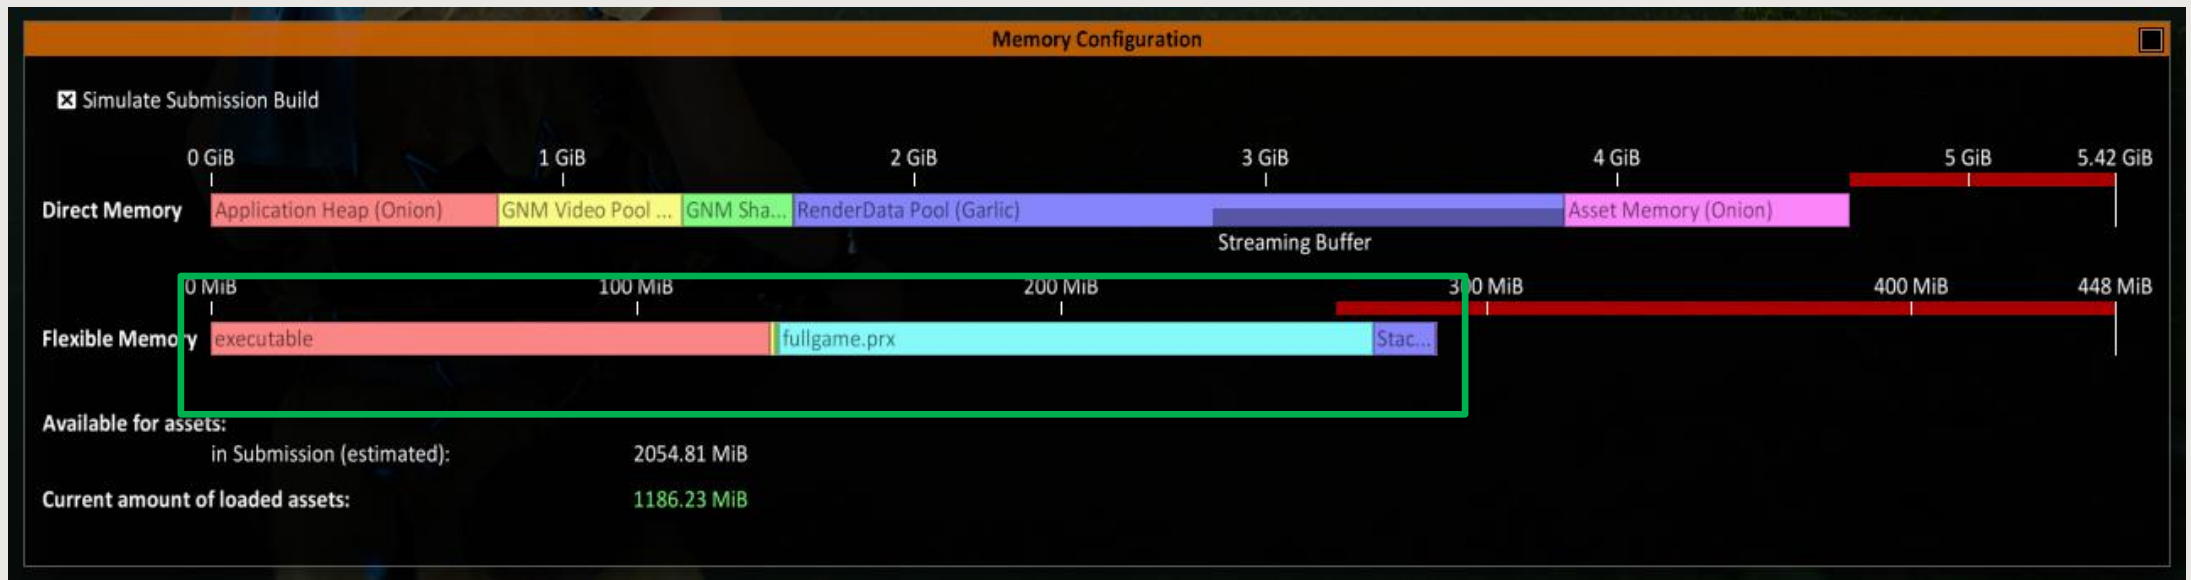 Memory Configuration
Simulate Submission Build
0 GiB 1 GiB 2 GiB 3 GiB 4 GiB 5 GiB 5.42 GiB
Direct Memory Application Heap (Onion) GNM Video Pool ... GNM Sha... RenderData Pool (Garlic) Asset Memory (Onion)
Streaming Buffer
0 MiB 100 MiB 200 MiB 300 MiB 400 MiB 448 MiB
Flexible Memory executable fullgame.prx Stac...
Available for assets:
in Submission (estimated): 2054.81 MiB
Current amount of loaded assets: 1186.23 MiB